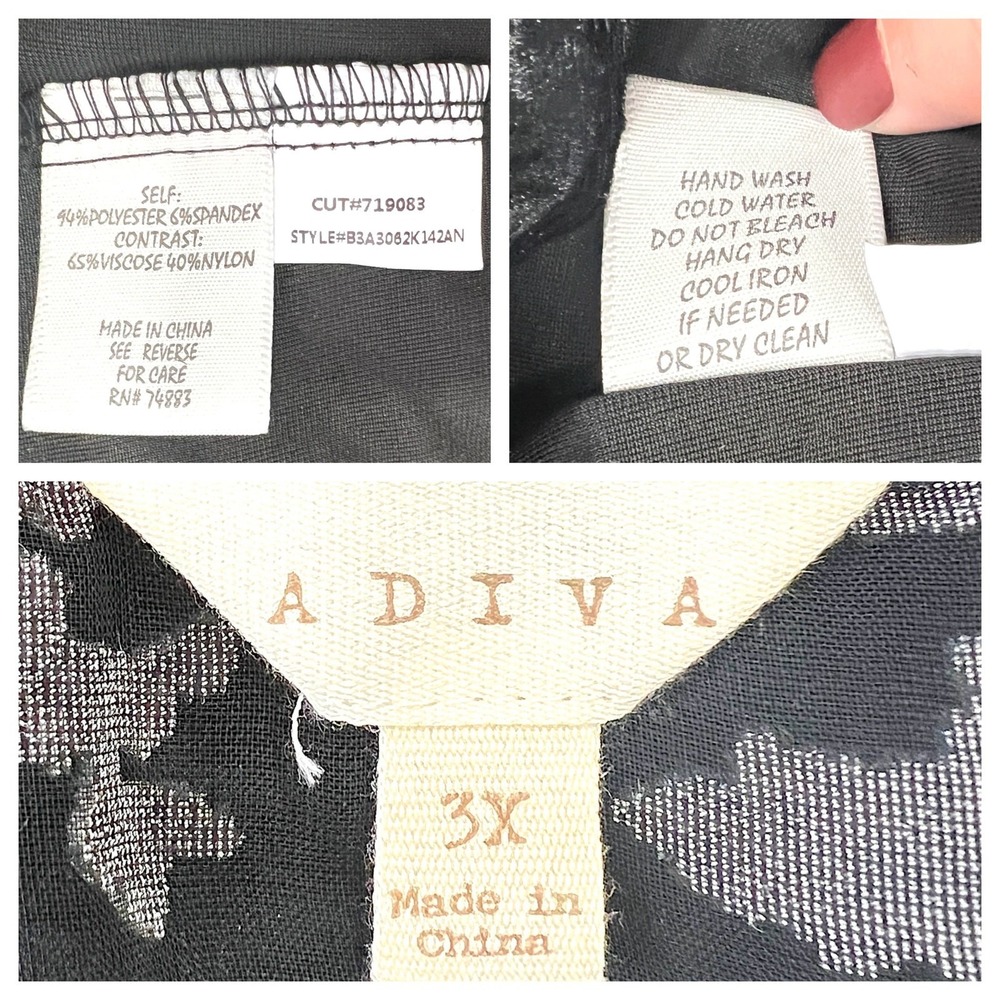 SELF:
94%POLYESTER 6%SPANDEX
CONTRAST:
65%VISCOSE 40%NYLON
MADE IN CHINA
SEE REVERSE
FOR CARE
RN# 74883
CUT#719083
STYLE#B3A3062K142AN
HAND WASH
COLD WATER
DO NOT BLEACH
HANG DRY
COOL IRON
IF NEEDED
OR DRY CLEAN
ADIVA
3X
Made in
China